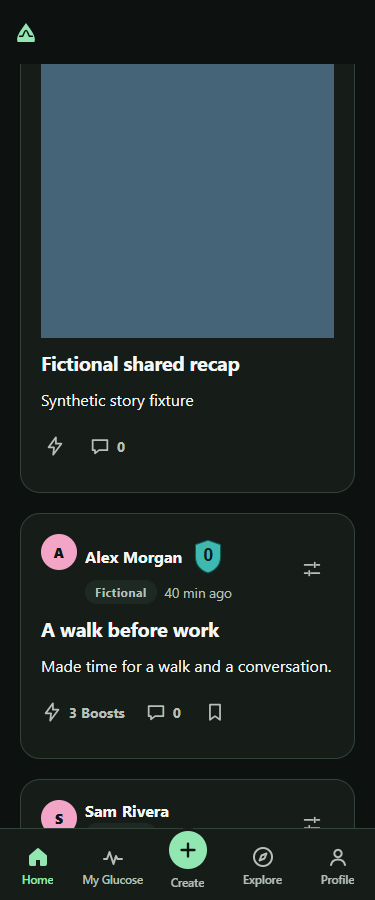 Fictional shared recap
Synthetic story fixture
0
A
Alex Morgan
0
Fictional
40 min ago
A walk before work
Made time for a walk and a conversation.
3 Boosts
0
S
Sam Rivera
Home
My Glucose
Create
Explore
Profile